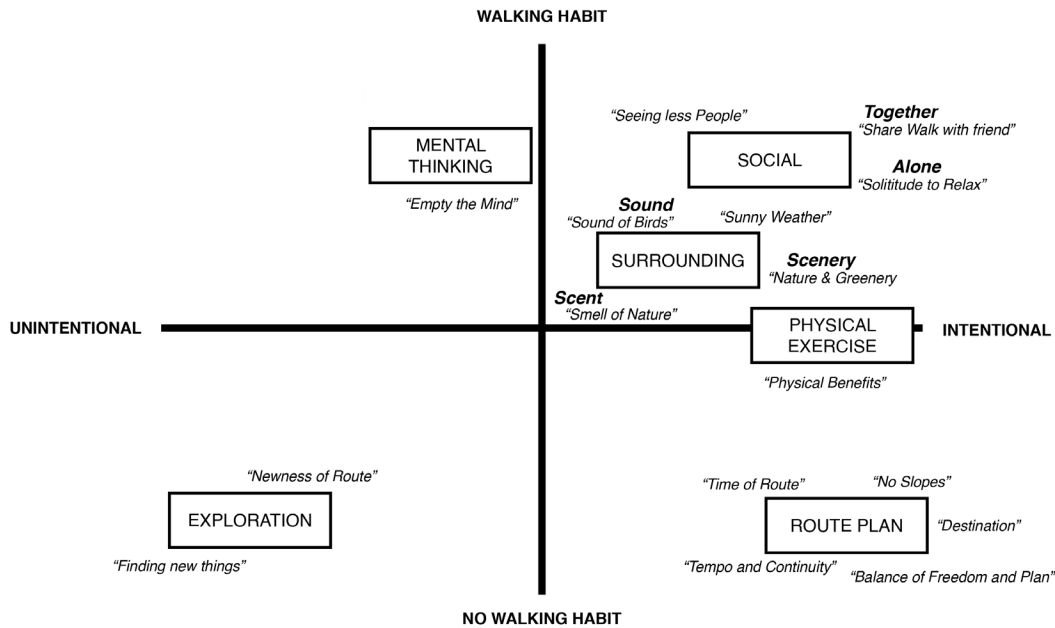 WALKING HABIT
“Seeing less People”
Together
“Share Walk with friend”
MENTAL
THINKING
SOCIAL
Alone
“Solititude to Relax”
“Empty the Mind”
Sound
“Sound of Birds”
“Sunny Weather”
SURROUNDING
Scenery
“Nature & Greenery
Scent
“Smell of Nature”
UNINTENTIONAL
PHYSICAL
EXERCISE
INTENTIONAL
“Physical Benefits”
“Newness of Route”
EXPLORATION
“Finding new things”
“Time of Route”
“No Slopes”
ROUTE PLAN
“Destination”
“Tempo and Continuity”
“Balance of Freedom and Plan”
NO WALKING HABIT